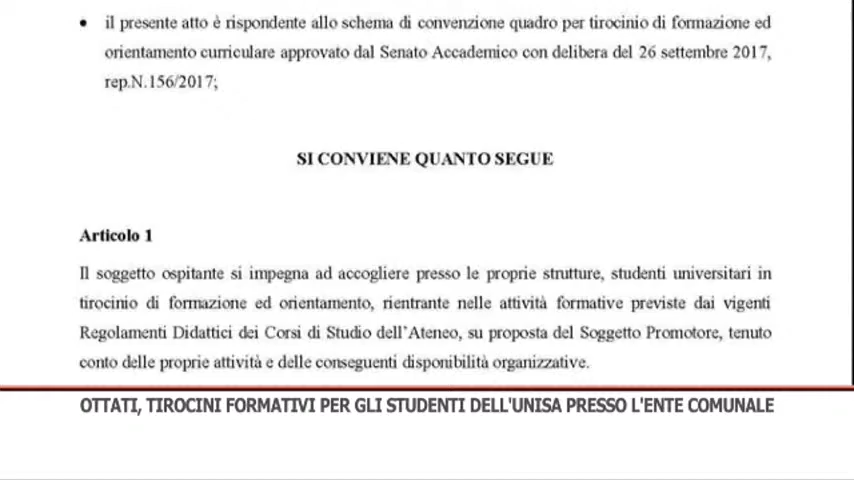 • il presente atto è rispondente allo schema di convenzione quadro per tirocinio di formazione ed
orientamento curriculare approvato dal Senato Accademico con delibera del 26 settembre 2017,
rep.N.156/2017;
SI CONVIENE QUANTO SEGUE
Articolo 1
Il soggetto ospitante si impegna ad accogliere presso le proprie strutture, studenti universitari in
tirocinio di formazione ed orientamento, rientrante nelle attività formative previste dai vigenti
Regolamenti Didattici dei Corsi di Studio dell'Ateneo, su proposta del Soggetto Promotore, tenuto
conto delle proprie attività e delle conseguenti disponibilità organizzative.
OTTATI, TIROCINI FORMATIVI PER GLI STUDENTI DELL'UNISA PRESSO L'ENTE COMUNALE